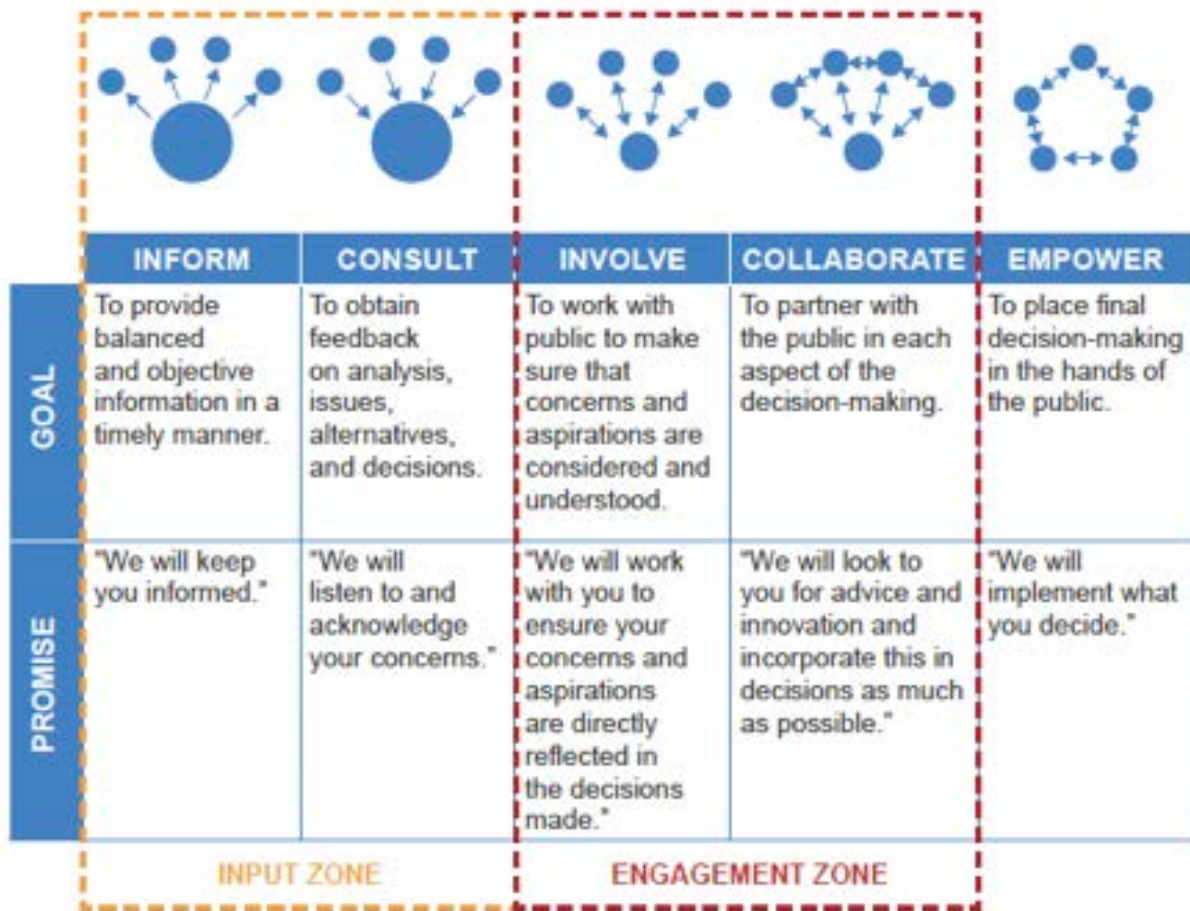 INFORM
CONSULT
INVOLVE
COLLABORATE
EMPOWER
GOAL
To provide
balanced
and objective
information in a
timely manner.
To obtain
feedback
on analysis,
issues,
alternatives,
and decisions.
To work with
public to make
sure that
concerns and
aspirations are
considered and
understood.
To partner with
the public in each
aspect of the
decision-making.
To place final
decision-making
in the hands of
the public.
PROMISE
"We will keep
you informed."
"We will
listen to and
acknowledge
your concerns."
"We will work
with you to
ensure your
concerns and
aspirations
are directly
reflected in
the decisions
made."
"We will look to
you for advice and
innovation and
incorporate this in
decisions as much
as possible."
"We will
implement what
you decide."
INPUT ZONE
ENGAGEMENT ZONE